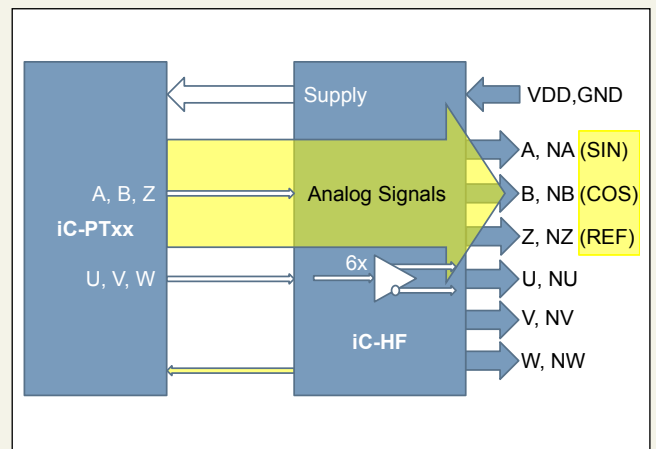 Supply
VDD,GND
A, NA (SIN)
A, B, Z
Analog Signals
B, NB (COS)
iC-PTxx
Z, NZ (REF)
U, V, W
6x
U, NU
V, NV
iC-HF
W, NW